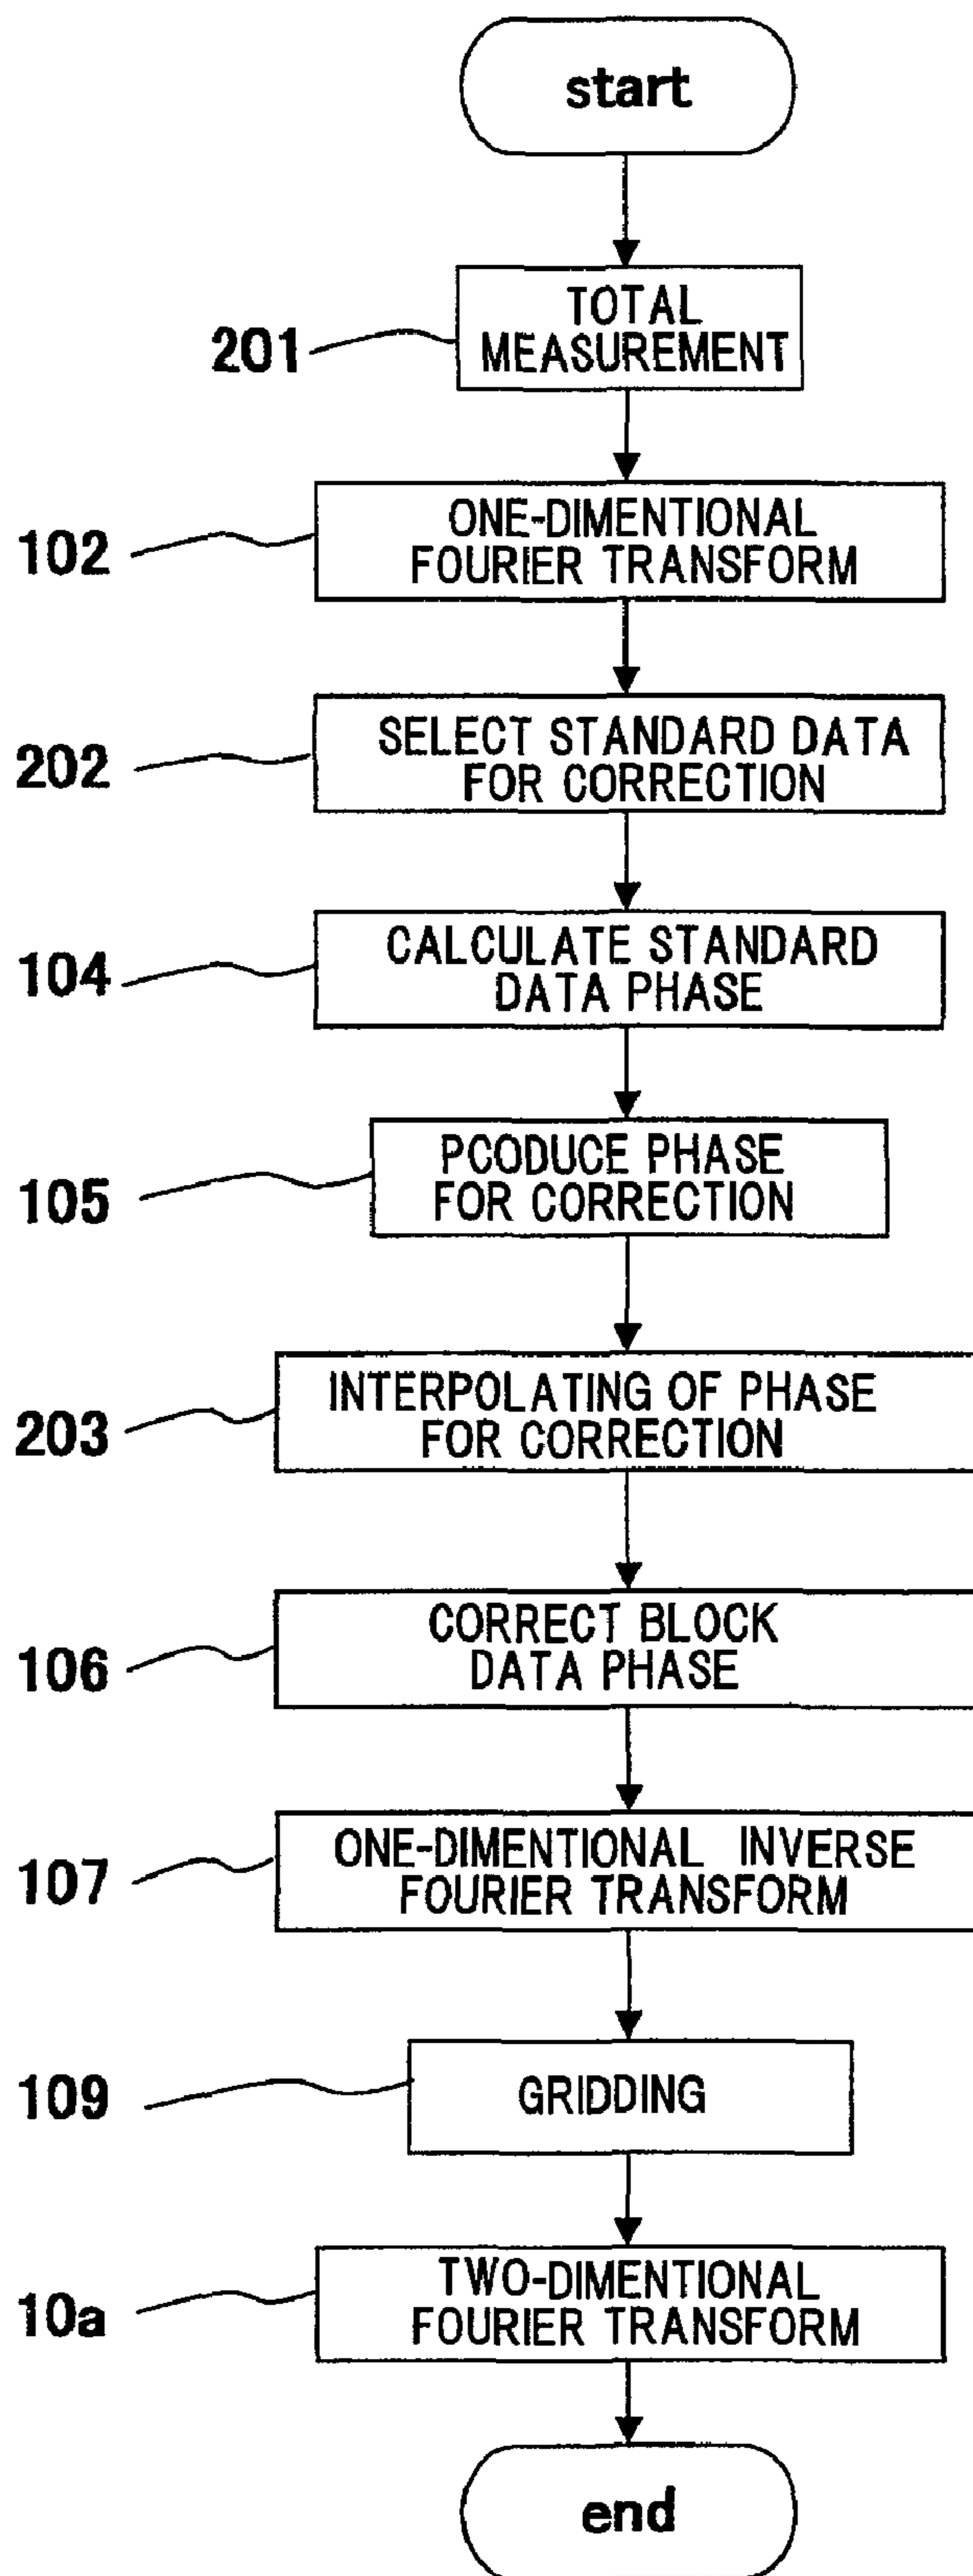 start
TOTAL
MEASUREMENT
201
ONE-DIMENTIONAL
FOURIER TRANSFORM
102
SELECT STANDARD DATA
FOR CORRECTION
202
CALCULATE STANDARD
DATA PHASE
104
PCODUCE PHASE
FOR CORRECTION
105
INTERPOLATING OF PHASE
FOR CORRECTION
203
CORRECT BLOCK
DATA PHASE
106
ONE-DIMENTIONAL INVERSE
FOURIER TRANSFORM
107
GRIDDING
109
TWO-DIMENTIONAL
FOURIER TRANSFORM
10a
end